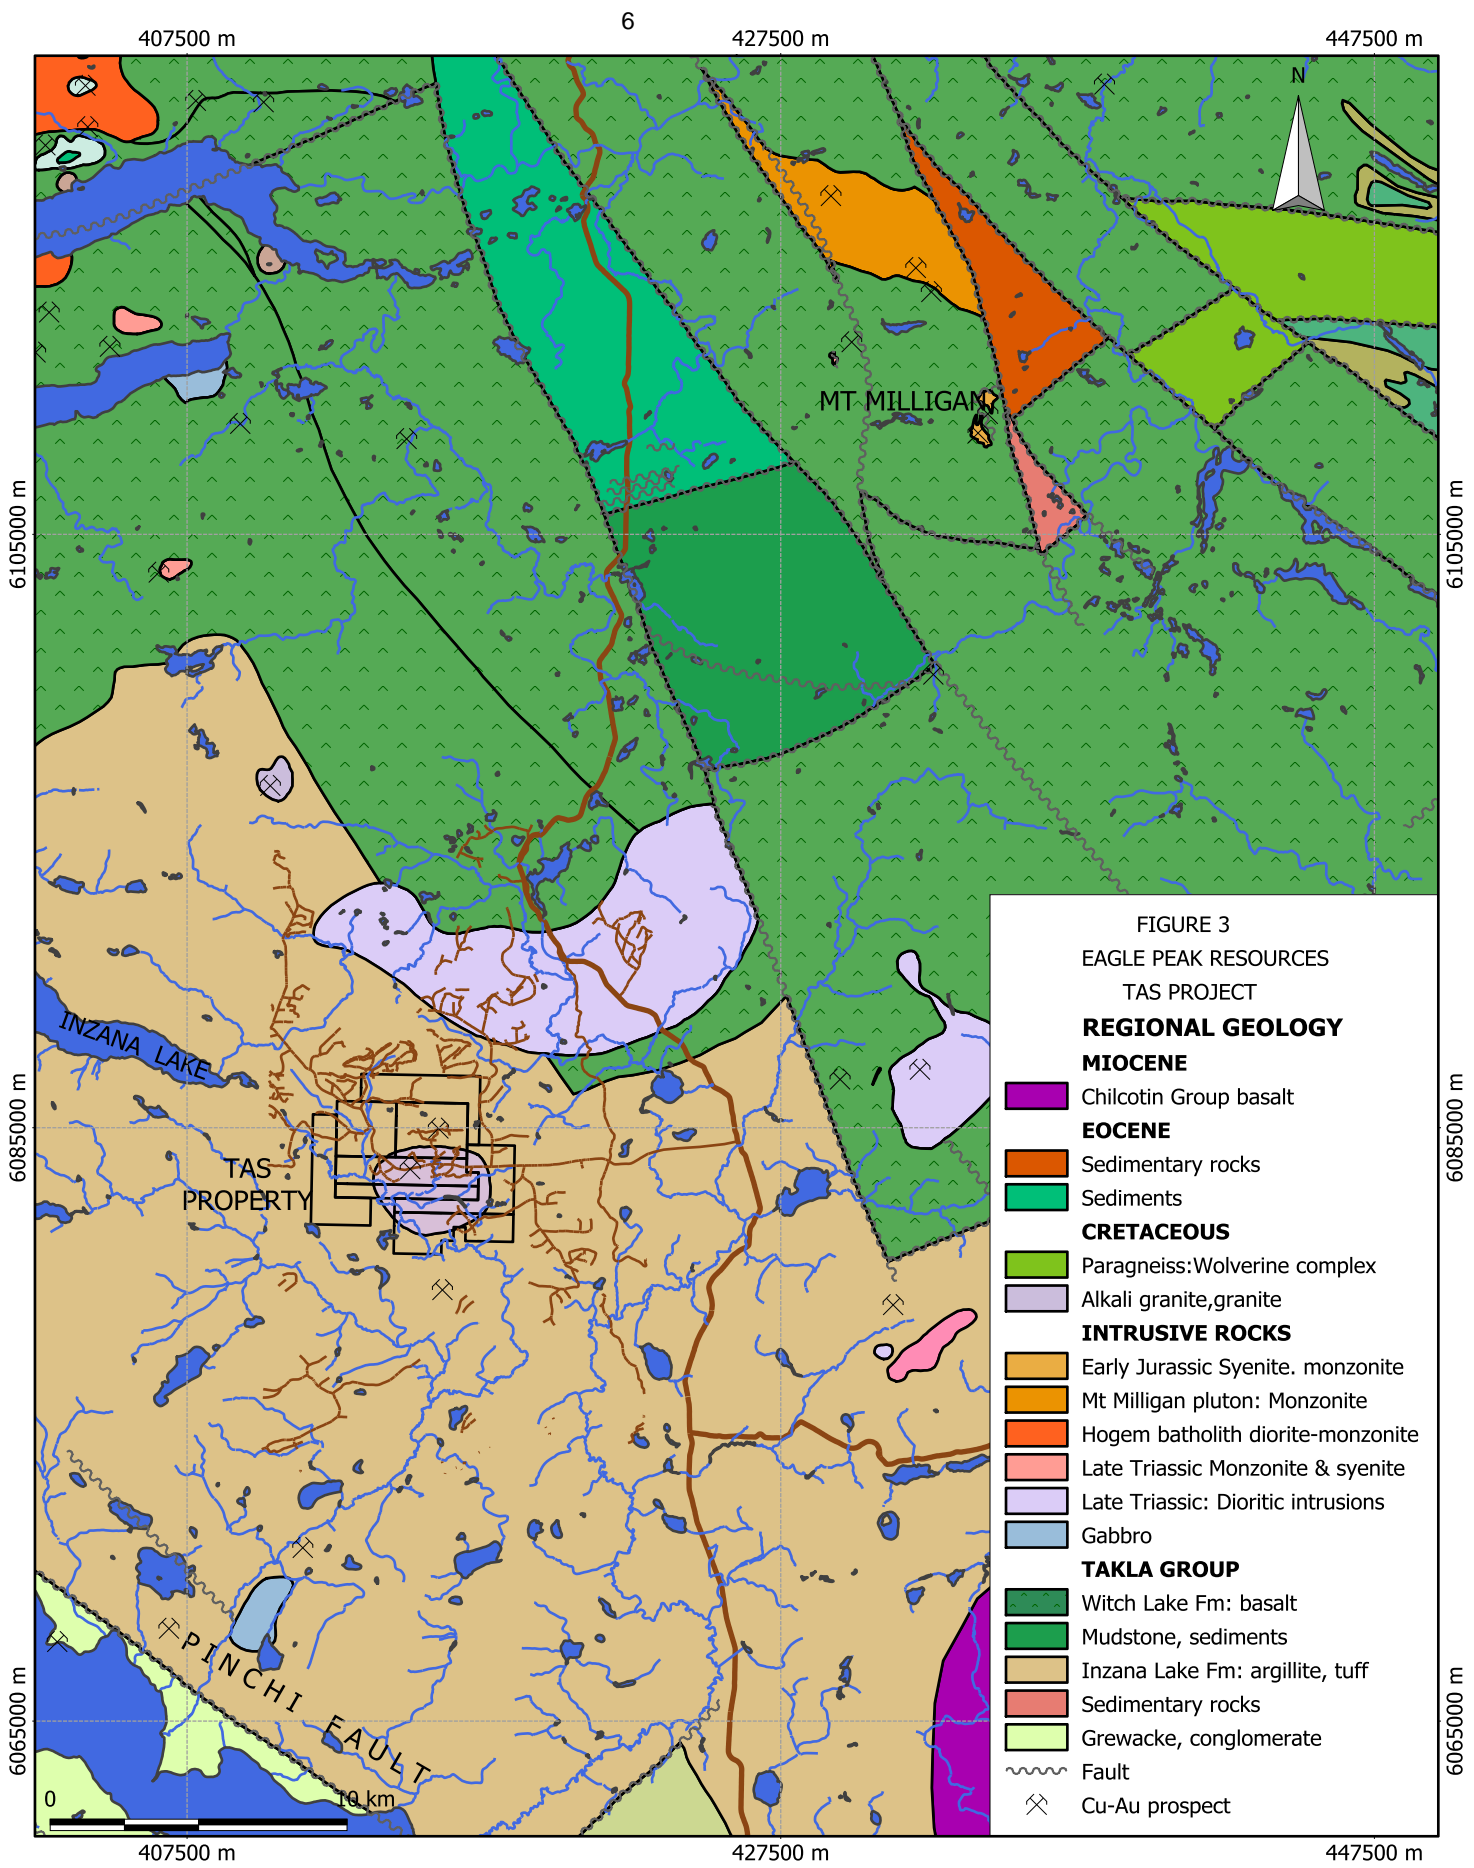 6
407500 m 427500 m 447500 m
N
MT MILLIGAN
6105000 m 6105000 m
INZANA LAKE
6085000 m 6085000 m
TAS
PROPERTY
PINCHI FAULT
6065000 m 6065000 m
0 10 km
407500 m 427500 m 447500 m
FIGURE 3
EAGLE PEAK RESOURCES
TAS PROJECT
REGIONAL GEOLOGY
MIOCENE
Chilcotin Group basalt
EOCENE
Sedimentary rocks
Sediments
CRETACEOUS
Paragneiss:Wolverine complex
Alkali granite,granite
INTRUSIVE ROCKS
Early Jurassic Syenite. monzonite
Mt Milligan pluton: Monzonite
Hogem batholith diorite-monzonite
Late Triassic Monzonite & syenite
Late Triassic: Dioritic intrusions
Gabbro
TAKLA GROUP
Witch Lake Fm: basalt
Mudstone, sediments
Inzana Lake Fm: argillite, tuff
Sedimentary rocks
Grewacke, conglomerate
Fault
Cu-Au prospect